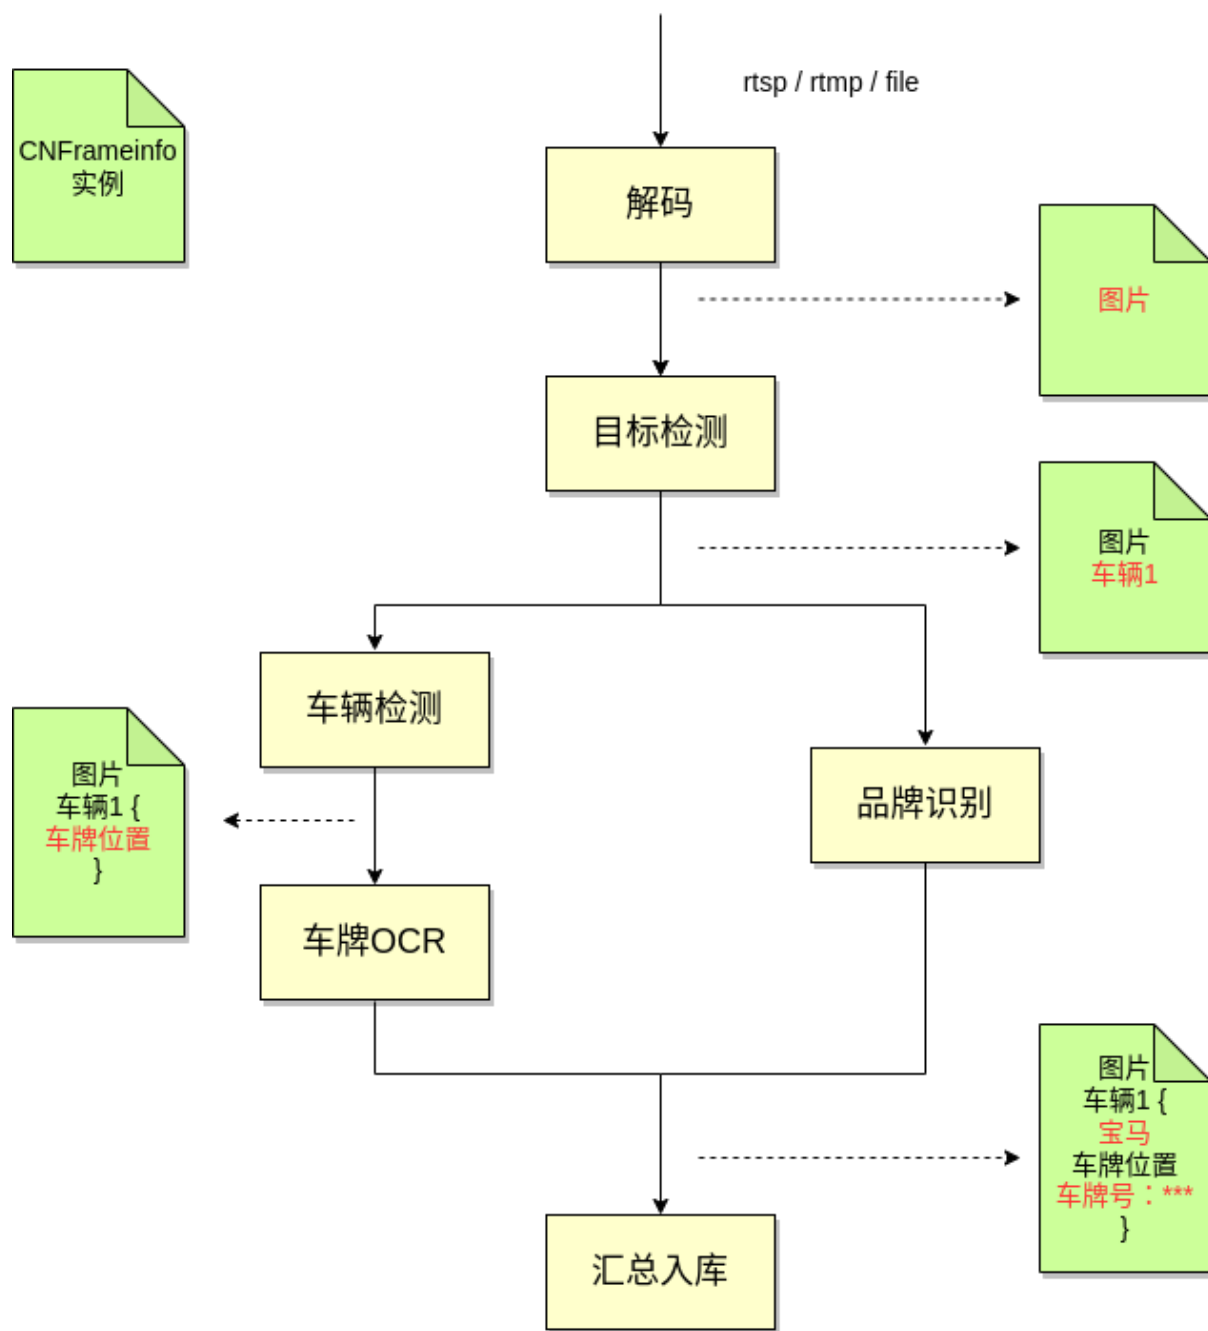 rtsp / rtmp / file
CNFrameinfo
实例
解码
图片
目标检测
图片
车辆1
车辆检测
图片
车辆1 {
车牌位置
}
品牌识别
车牌OCR
图片
车辆1 {
宝马
车牌位置
车牌号：***
}
汇总入库